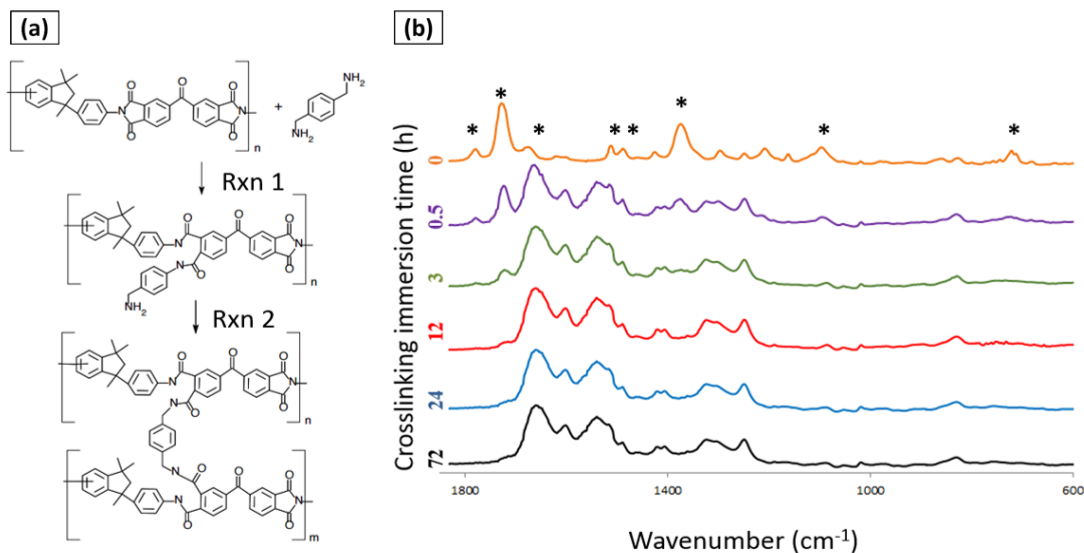 (a)
O O O O NH₂
N N +
O O NH₂
n
Rxn 1
O O O
N N
N O O
n
NH₂
Rxn 2
O O O
N N
N O O
n
N O O O
N N
O O
m
(b)
* * * * * * * *
Crosslinking immersion time (h)
0
0.5
3
12
24
72
1800 1400 1000 600
Wavenumber (cm⁻¹)